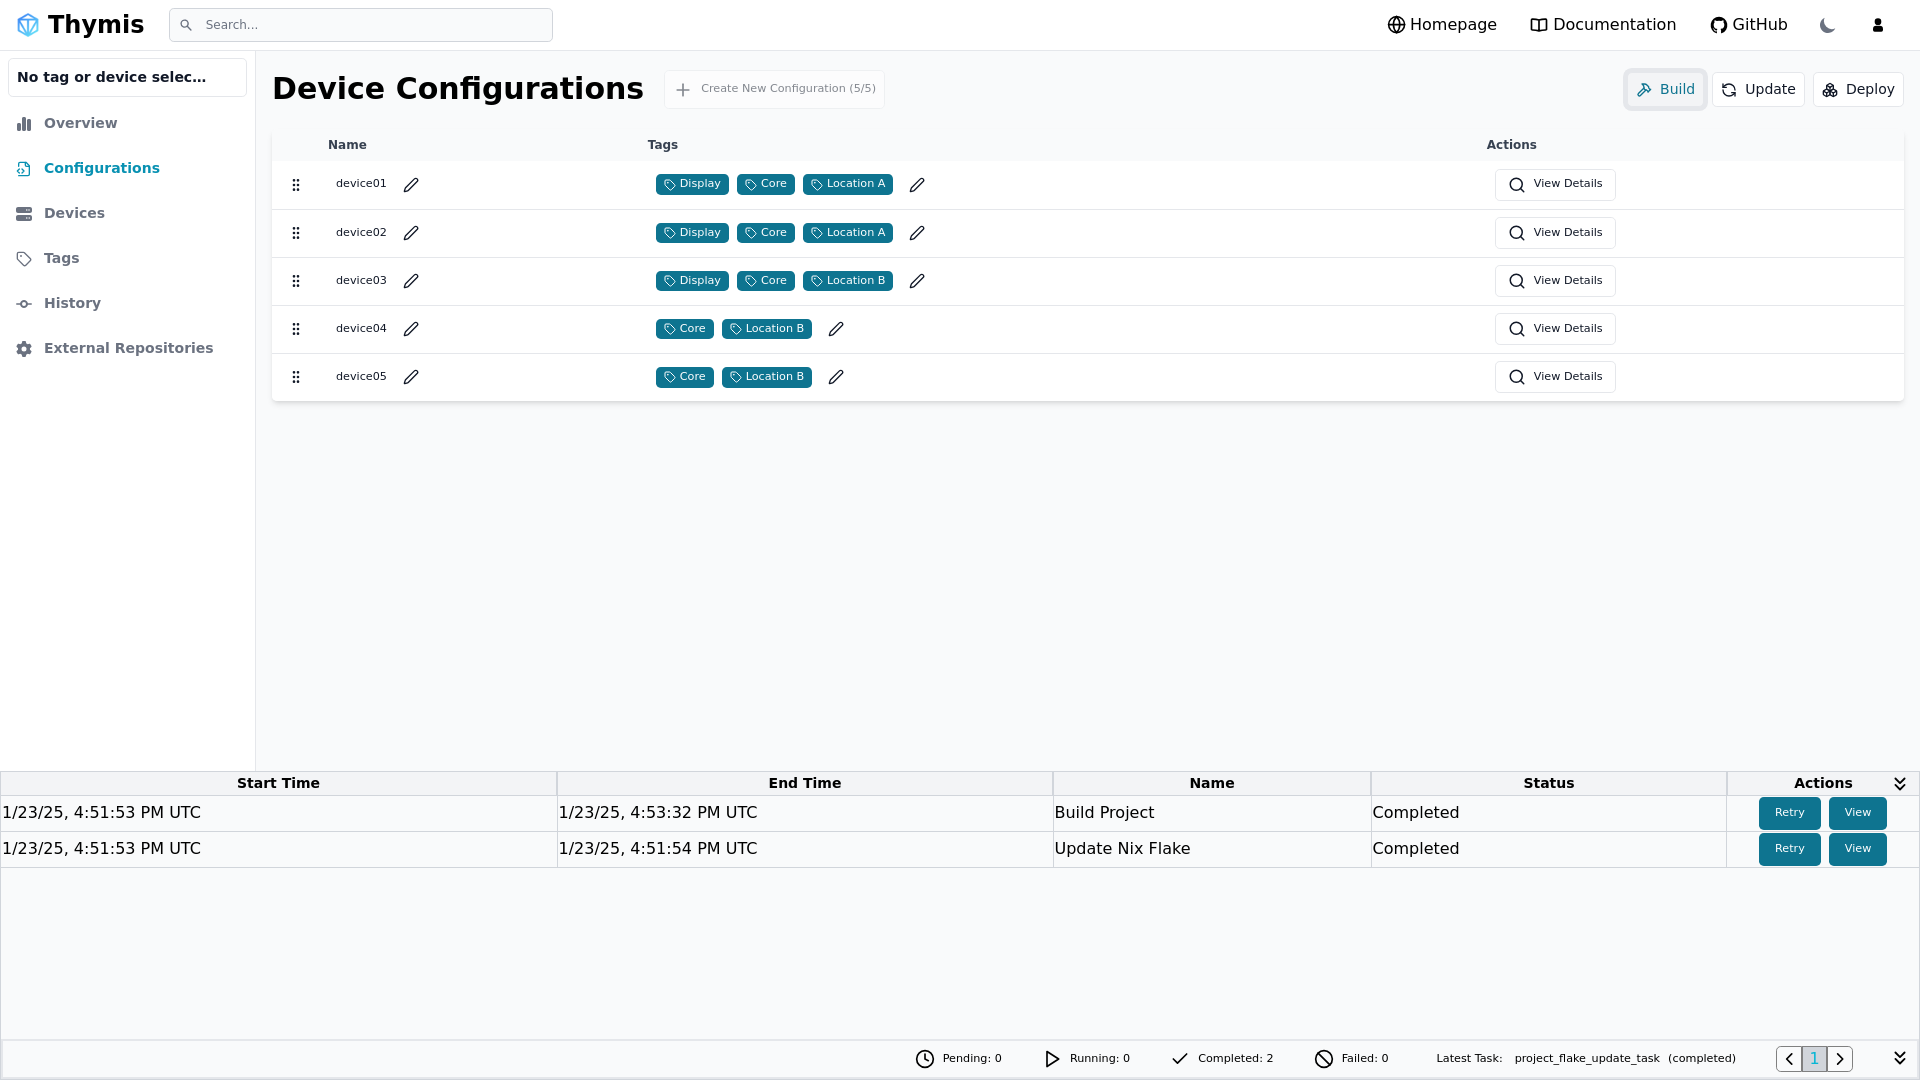 Thymis
Search...
Homepage
Documentation
GitHub
No tag or device selec...
Overview
Configurations
Devices
Tags
History
External Repositories
Device Configurations
Create New Configuration (5/5)
Build
Update
Deploy
Name Tags Actions
device01 Display Core Location A View Details
device02 Display Core Location A View Details
device03 Display Core Location B View Details
device04 Core Location B View Details
device05 Core Location B View Details
Start Time End Time Name Status Actions
1/23/25, 4:51:53 PM UTC 1/23/25, 4:53:32 PM UTC Build Project Completed Retry View
1/23/25, 4:51:53 PM UTC 1/23/25, 4:51:54 PM UTC Update Nix Flake Completed Retry View
Pending: 0 Running: 0 Completed: 2 Failed: 0 Latest Task: project_flake_update_task (completed) 1